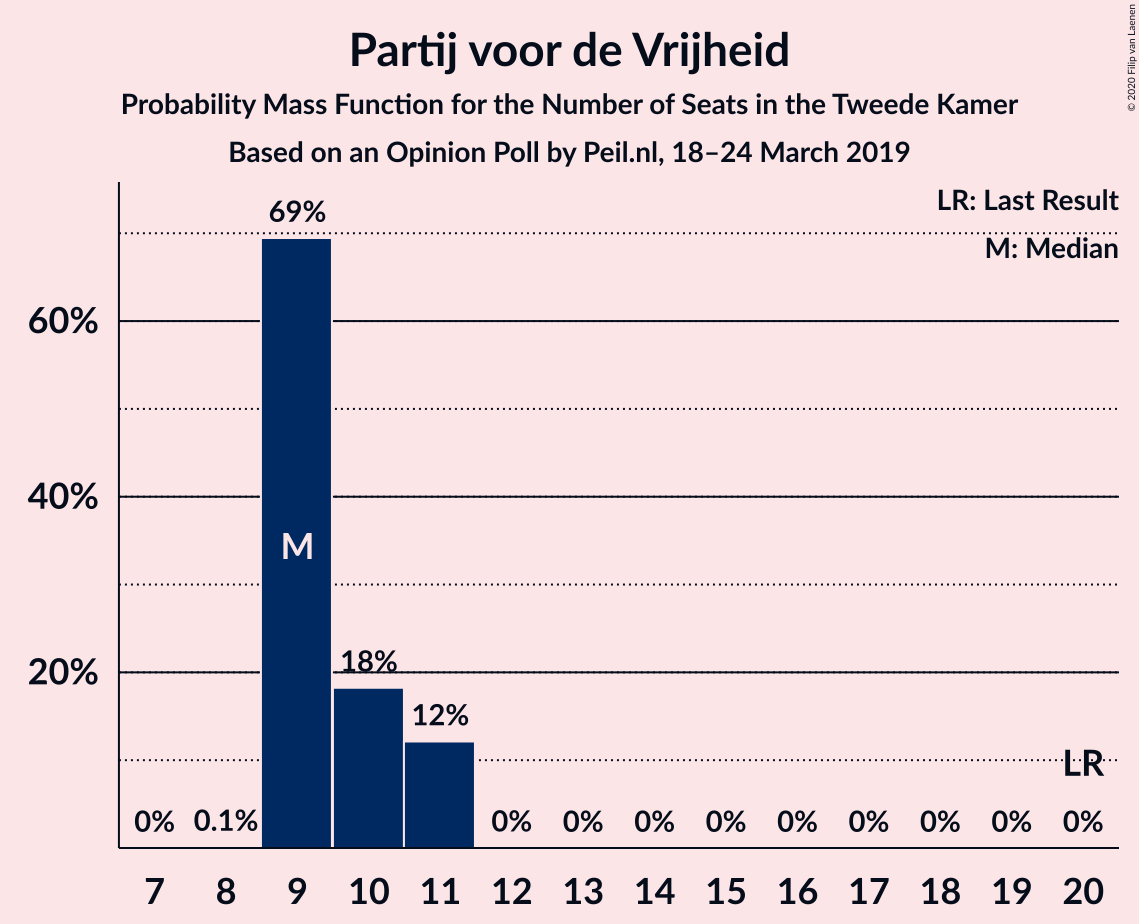 Partij voor de Vrijheid
Probability Mass Function for the Number of Seats in the Tweede Kamer
Based on an Opinion Poll by Peil.nl, 18–24 March 2019
© 2020 Filip van Laenen
LR: Last Result
M: Median
69%
60%
40%
M
20%
18%
12%
LR
0% 0.1% 0% 0% 0% 0% 0% 0% 0% 0% 0%
7 8 9 10 11 12 13 14 15 16 17 18 19 20